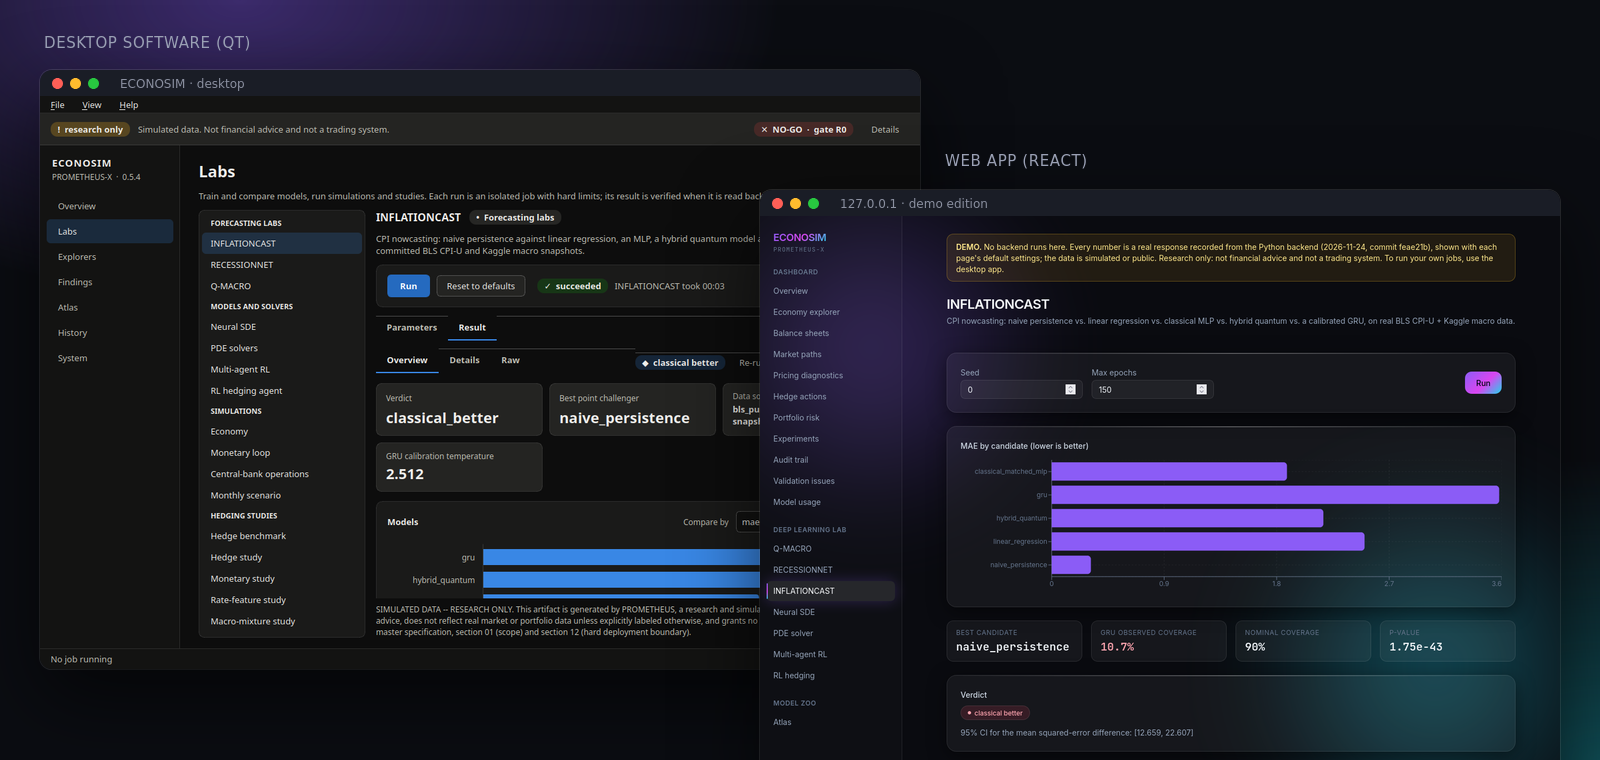 DESKTOP SOFTWARE (QT)
ECONOSIM · desktop
File View Help
! research only Simulated data. Not financial advice and not a trading system. ✕ NO-GO · gate R0 Details
ECONOSIM
PROMETHEUS-X · 0.5.4
Overview
Labs
Explorers
Findings
Atlas
History
System
Labs
Train and compare models, run simulations and studies. Each run is an isolated job with hard limits; its result is verified when it is read back
FORECASTING LABS
INFLATIONCAST
RECESSIONNET
Q-MACRO
MODELS AND SOLVERS
Neural SDE
PDE solvers
Multi-agent RL
RL hedging agent
SIMULATIONS
Economy
Monetary loop
Central-bank operations
Monthly scenario
HEDGING STUDIES
Hedge benchmark
Hedge study
Monetary study
Rate-feature study
Macro-mixture study
INFLATIONCAST • Forecasting labs
CPI nowcasting: naive persistence against linear regression, an MLP, a hybrid quantum model a
committed BLS CPI-U and Kaggle macro snapshots.
Run Reset to defaults ✓ succeeded INFLATIONCAST took 00:03
Parameters Result
Overview Details Raw ◆ classical better Re-ru
Verdict
classical_better
Best point challenger
naive_persistence
Data so
bls_pu
snapsh
GRU calibration temperature
2.512
Models Compare by mae
gru
hybrid_quantum
SIMULATED DATA -- RESEARCH ONLY. This artifact is generated by PROMETHEUS, a research and simula
advice, does not reflect real market or portfolio data unless explicitly labeled otherwise, and grants no
master specification, section 01 (scope) and section 12 (hard deployment boundary).
No job running
WEB APP (REACT)
127.0.0.1 · demo edition
ECONOSIM
PROMETHEUS-X
DASHBOARD
Overview
Economy explorer
Balance sheets
Market paths
Pricing diagnostics
Hedge actions
Portfolio risk
Experiments
Audit trail
Validation issues
Model usage
DEEP LEARNING LAB
Q-MACRO
RECESSIONNET
INFLATIONCAST
Neural SDE
PDE solver
Multi-agent RL
RL hedging
MODEL ZOO
Atlas
DEMO. No backend runs here. Every number is a real response recorded from the Python backend (2026-11-24, commit feae21b), shown with each
page's default settings; the data is simulated or public. Research only: not financial advice and not a trading system. To run your own jobs, use the
desktop app.
INFLATIONCAST
CPI nowcasting: naive persistence vs. linear regression vs. classical MLP vs. hybrid quantum vs. a calibrated GRU, on real BLS CPI-U + Kaggle macro data.
Seed
0
Max epochs
150
Run
MAE by candidate (lower is better)
classical_matched_mlp
gru
hybrid_quantum
linear_regression
naive_persistence
0 0.9 1.8 2.7 3.6
BEST CANDIDATE
naive_persistence
GRU OBSERVED COVERAGE
10.7%
NOMINAL COVERAGE
90%
P-VALUE
1.75e-43
Verdict
• classical better
95% CI for the mean squared-error difference: [12.659, 22.607]